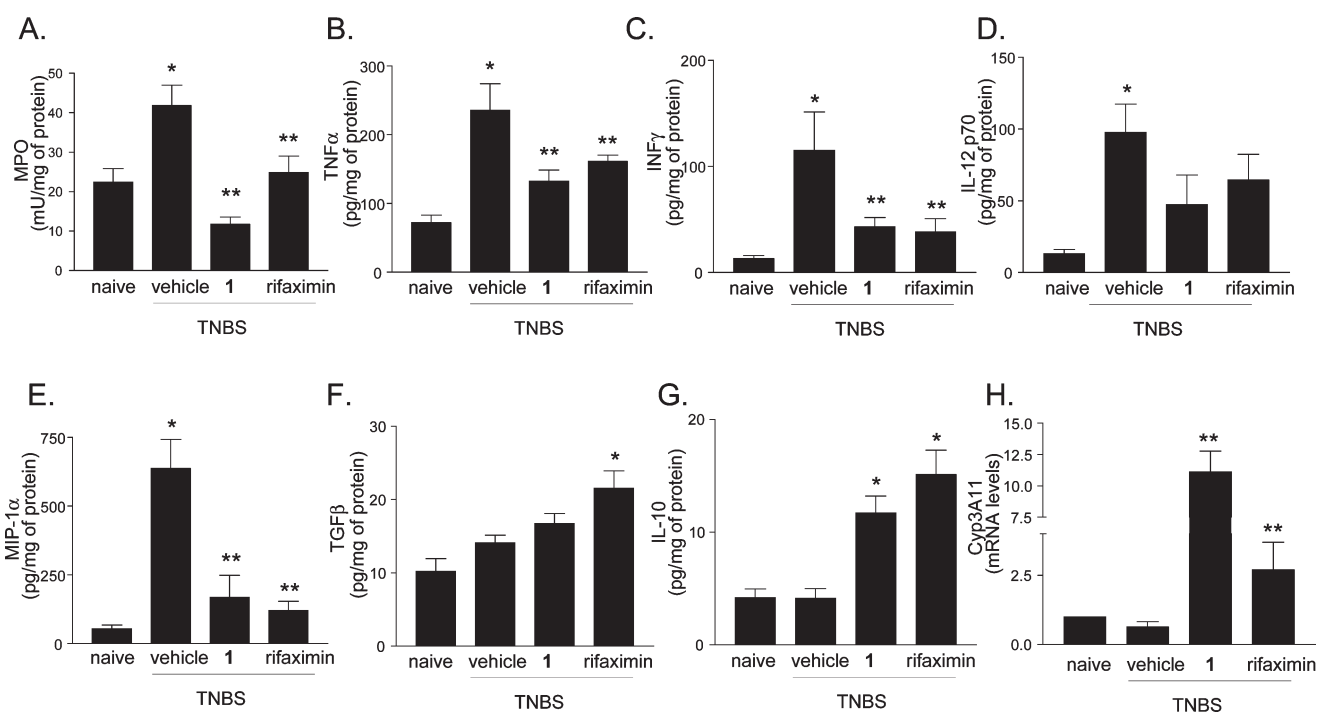 A.
MPO
(mU/mg of protein)
50
40
30
20
10
0
*
**
**
naive vehicle 1 rifaximin
TNBS
B.
TNFα
(pg/mg of protein)
300
200
100
0
*
**
**
naive vehicle 1 rifaximin
TNBS
C.
INFγ
(pg/mg of protein)
200
100
0
*
**
**
naive vehicle 1 rifaximin
TNBS
D.
IL-12 p70
(pg/mg of protein)
150
100
50
0
*
naive vehicle 1 rifaximin
TNBS
E.
MIP-1α
(pg/mg of protein)
750
500
250
0
*
**
**
naive vehicle 1 rifaximin
TNBS
F.
TGFβ
(pg/mg of protein)
30
20
10
0
*
naive vehicle 1 rifaximin
TNBS
G.
IL-10
(pg/mg of protein)
20
10
0
*
*
naive vehicle 1 rifaximin
TNBS
H.
Cyp3A11
(mRNA levels)
15.0
12.5
10.0
7.5
2.5
0.0
**
**
naive vehicle 1 rifaximin
TNBS